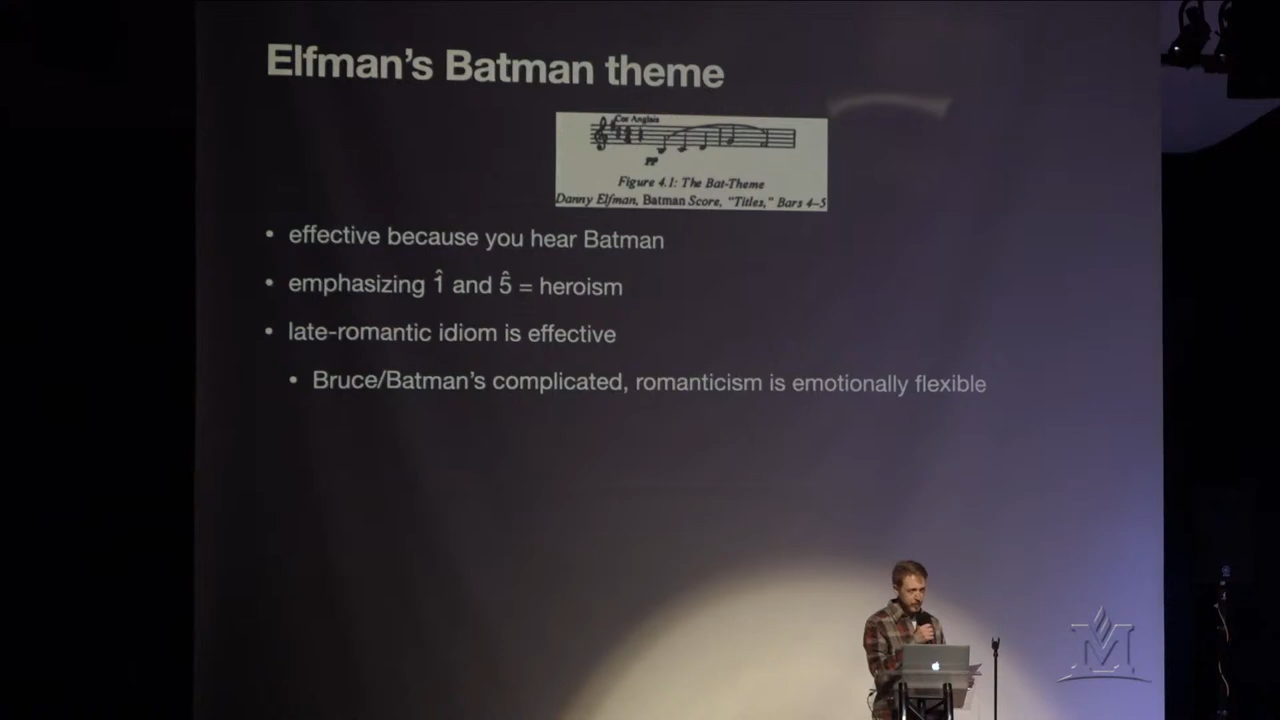 Elfman's Batman theme
Cor Anglais
pp
Figure 4.1: The Bat-Theme
Danny Elfman, Batman Score, "Titles," Bars 4–5
• effective because you hear Batman
• emphasizing 1̂ and 5̂ = heroism
• late-romantic idiom is effective
• Bruce/Batman's complicated, romanticism is emotionally flexible
M